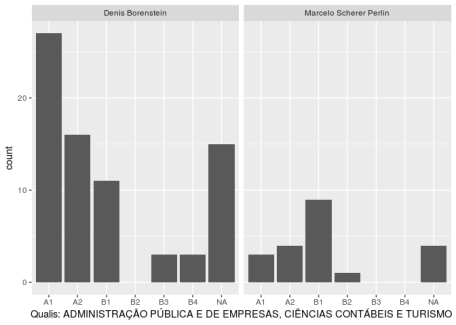 Denis Borenstein
Marcelo Scherer Perlin
count
20
10
0
A1 A2 B1 B2 B3 B4 NA
A1 A2 B1 B2 B3 B4 NA
Qualis: ADMINISTRAÇÃO PÚBLICA E DE EMPRESAS, CIÊNCIAS CONTÁBEIS E TURISMO